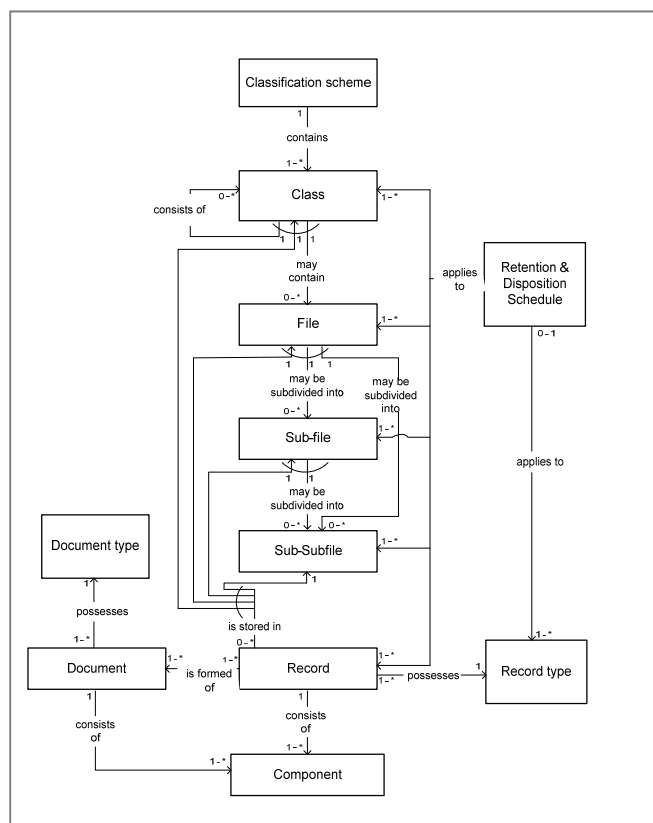 Classification scheme
1
contains
1-*
Class
0-*
1-*
consists of
1
1
1
may
contain
0-*
applies
to
Retention &
Disposition
Schedule
0-1
File
1-*
1
1
1
may be
subdivided into
may be
subdivided
into
0-*
Sub-file
1-*
1
1
may be
subdivided into
applies to
0-*
0-*
Sub-Subfile
1-*
1
Document type
1
possesses
is stored in
1-*
0-*
1-*
Document
1-*
is formed
of
1-*
Record
1-*
1-*
possesses
1
Record type
1
consists
of
1
consists
of
1-*
1-*
Component